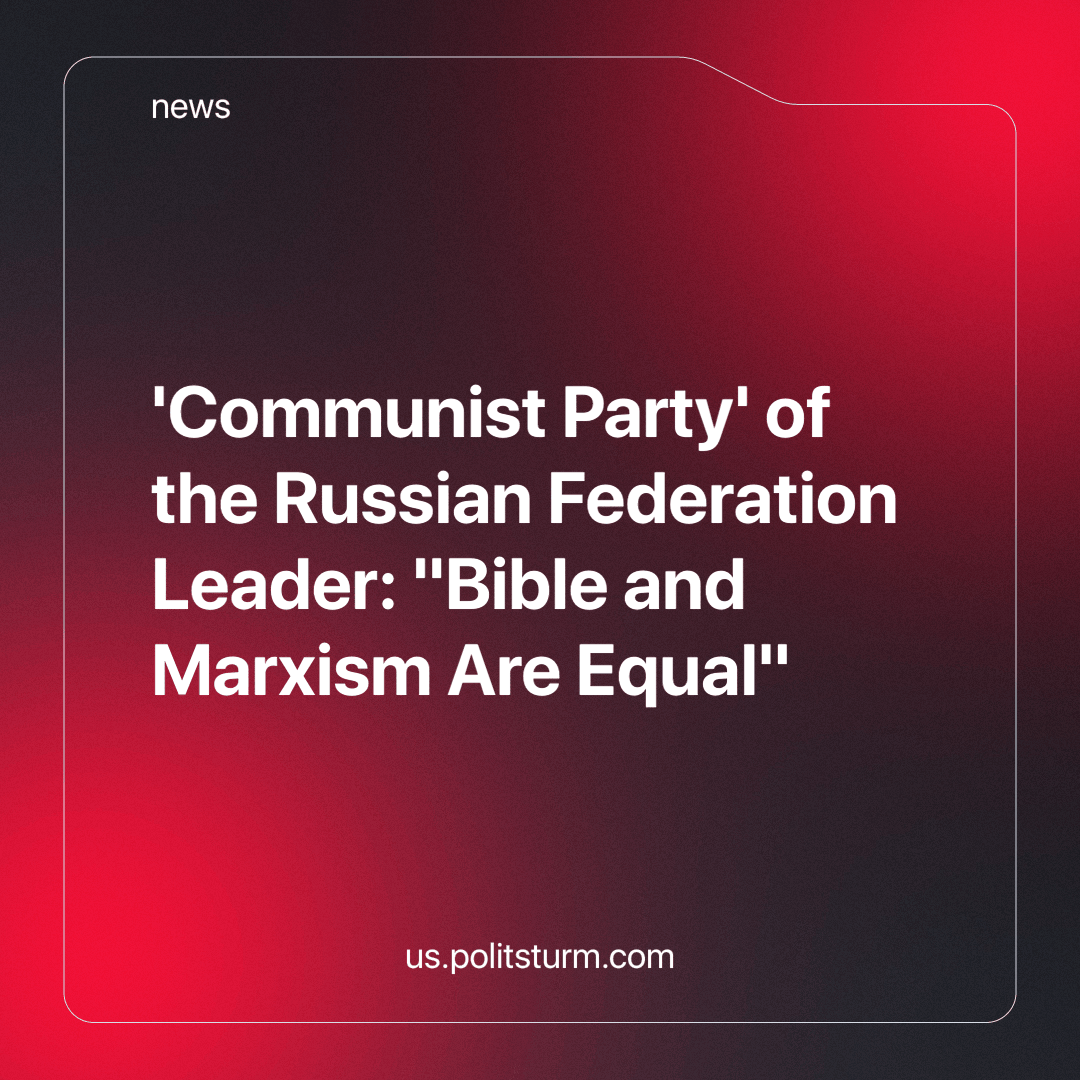 news
'Communist Party' of
the Russian Federation
Leader: "Bible and
Marxism Are Equal"
us.politsturm.com